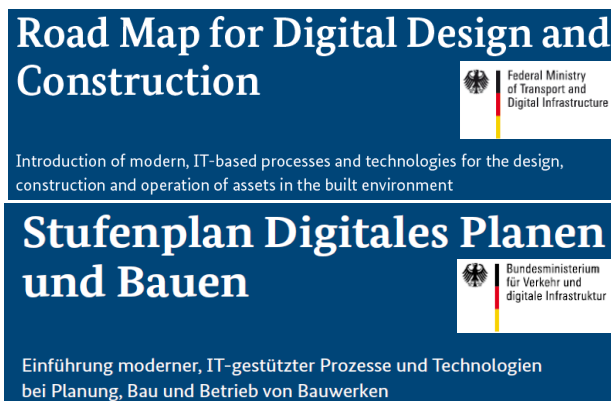 Road Map for Digital Design and
Construction
Federal Ministry
of Transport and
Digital Infrastructure
Introduction of modern, IT-based processes and technologies for the design,
construction and operation of assets in the built environment
Stufenplan Digitales Planen
und Bauen
Bundesministerium
für Verkehr und
digitale Infrastruktur
Einführung moderner, IT-gestützter Prozesse und Technologien
bei Planung, Bau und Betrieb von Bauwerken